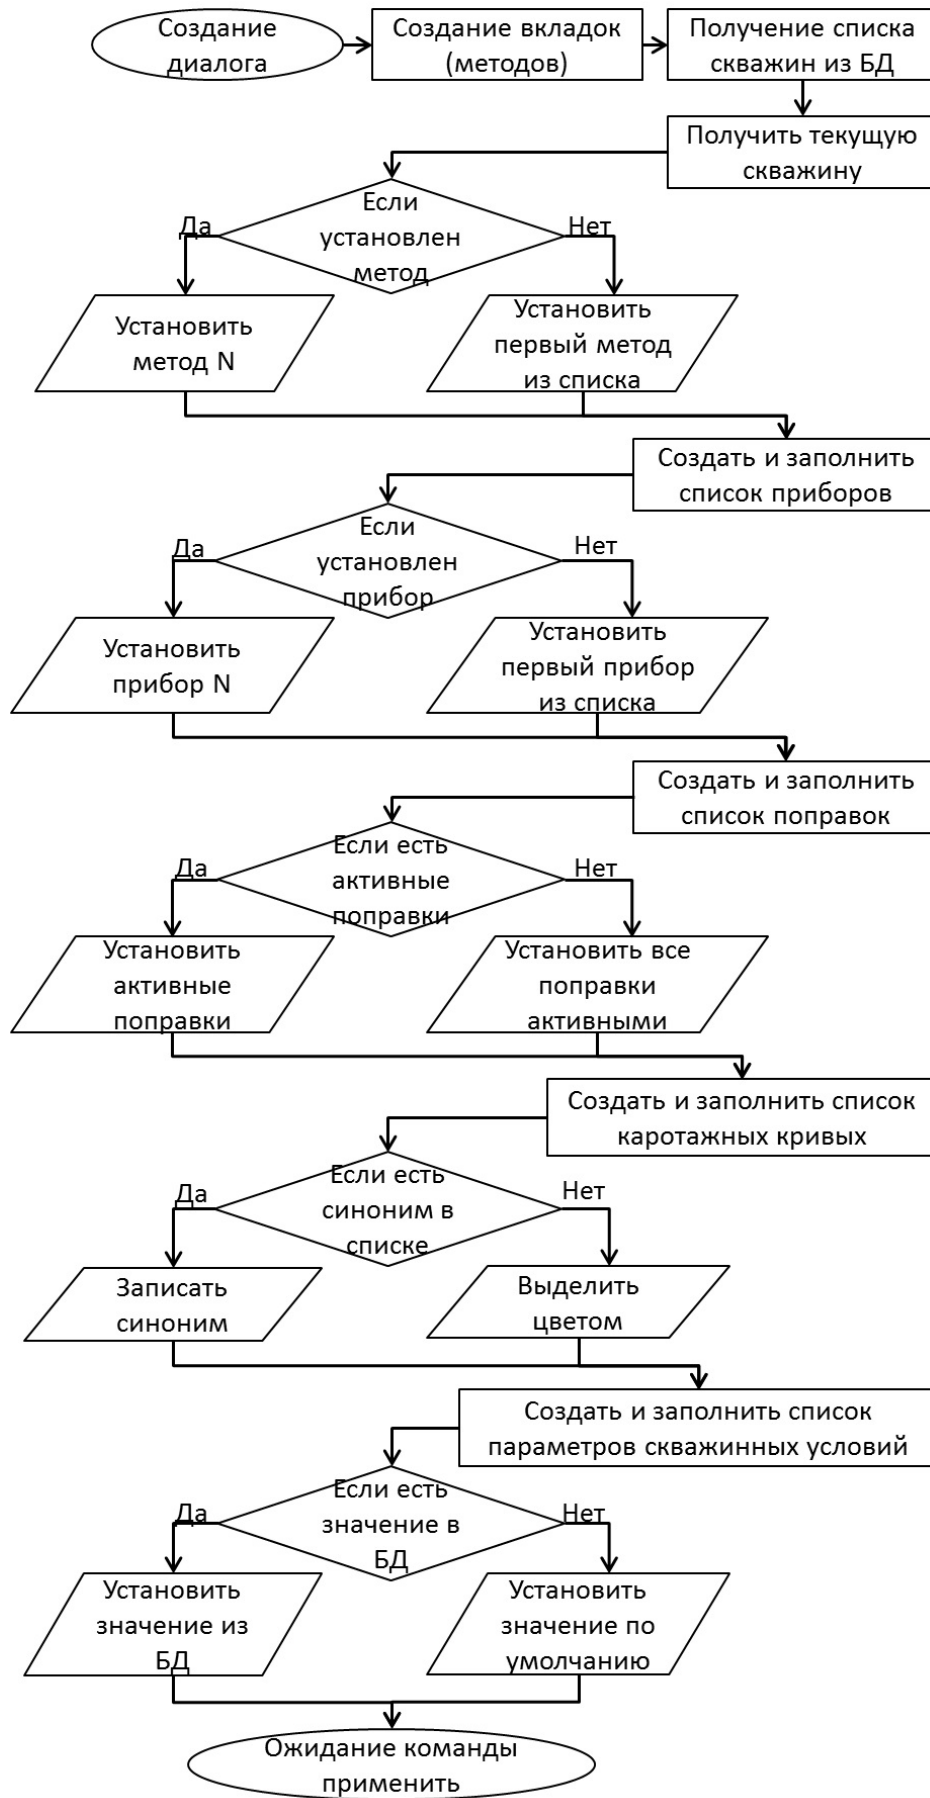 Создание
диалога
Создание вкладок
(методов)
Получение списка
скважин из БД
Получить текущую
скважину
Если
установлен
метод
Да
Нет
Установить
метод N
Установить
первый метод
из списка
Создать и заполнить
список приборов
Если
установлен
прибор
Да
Нет
Установить
прибор N
Установить
первый прибор
из списка
Создать и заполнить
список поправок
Если есть
активные
поправки
Да
Нет
Установить
активные
поправки
Установить все
поправки
активными
Создать и заполнить список
каротажных кривых
Если есть
синоним в
списке
Да
Нет
Записать
синоним
Выделить
цветом
Создать и заполнить список
параметров скважинных условий
Если есть
значение в
БД
Да
Нет
Установить
значение из
БД
Установить
значение по
умолчанию
Ожидание команды
применить